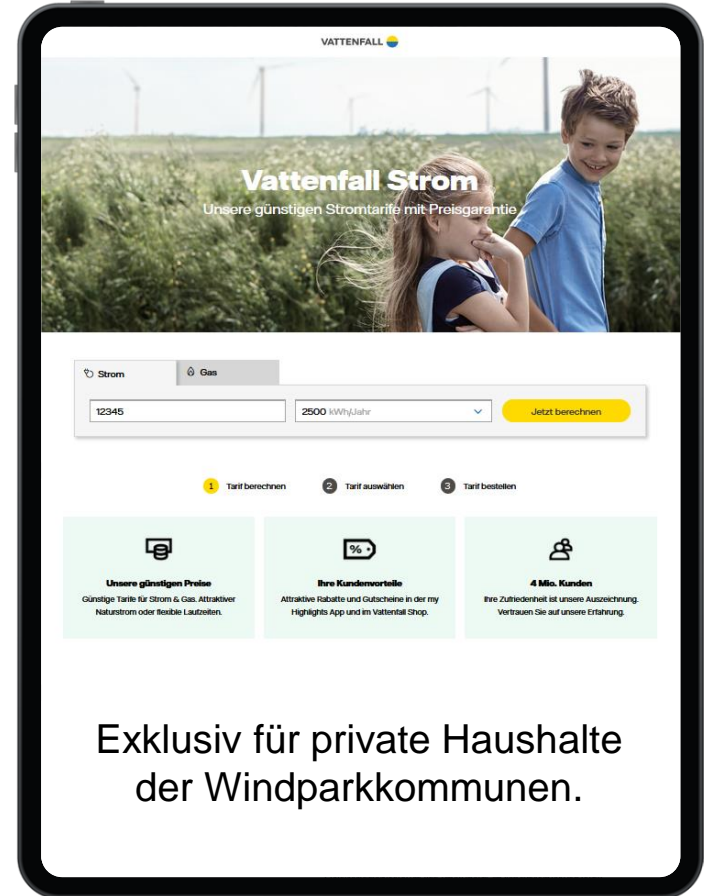 VATTENFALL
Vattenfall Strom
Unsere günstigen Stromtarife mit Preisgarantie
Strom
Gas
12345
2500 kWh/Jahr
Jetzt berechnen
1 Tarif berechnen
2 Tarif auswählen
3 Tarif bestellen
%
Unsere günstigen Preise
Günstige Tarife für Strom & Gas. Attraktiver
Naturstrom oder flexible Laufzeiten.
Ihre Kundenvorteile
Attraktive Rabatte und Gutscheine in der my
Highlights App und im Vattenfall Shop.
4 Mio. Kunden
Ihre Zufriedenheit ist unsere Auszeichnung.
Vertrauen Sie auf unsere Erfahrung.
Exklusiv für private Haushalte
der Windparkkommunen.